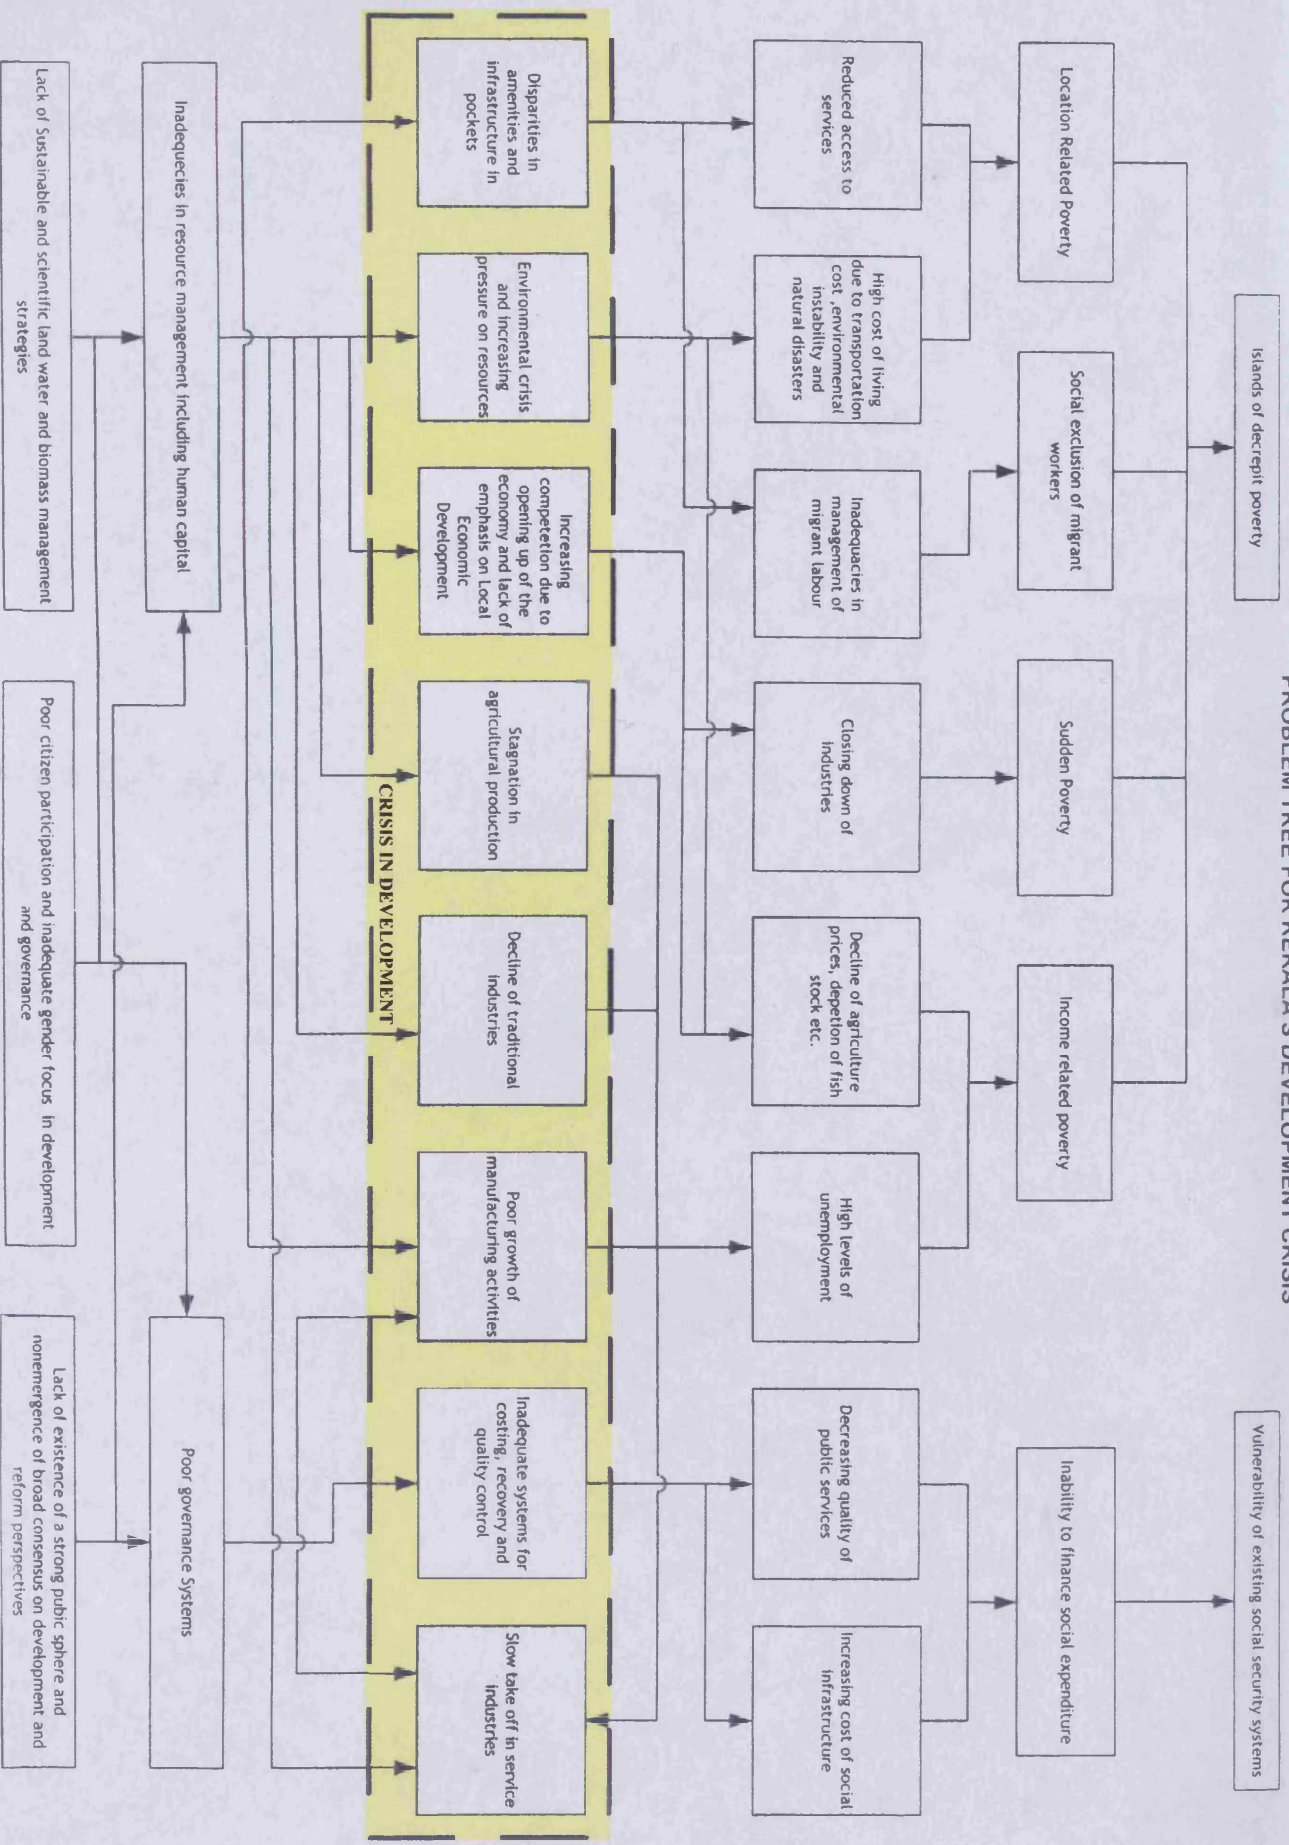 PROBLEM TREE FOR KERALA'S DEVELOPMENT CRISIS
Islands of decrepit poverty
Vulnerability of existing social security systems
Location Related Poverty
Social exclusion of migrant
workers
Sudden Poverty
Income related poverty
Inability to finance social expenditure
Reduced access to
services
High cost of living
due to transportation
cost ,environmental
instability and
natural disasters
Inadequacies in
management of
migrant labour
Closing down of
industries
Decline of agriculture
prices, depetion of fish
stock etc.
High levels of
unemployment
Decreasing quality of
public services
Increasing cost of social
infrastructure
Disparities in
amenities and
infrastructure in
pockets
Environmental crisis
and increasing
pressure on resources
Increasing
competetion due to
opening up of the
economy and lack of
emphasis on Local
Economic
Development
Stagnation in
agricultural production
Decline of traditional
industries
Poor growth of
manufacturing activities
Inadequate systems for
costing, recovery and
quality control
Slow take off in service
industries
CRISIS IN DEVELOPMENT
Inadequecies in resource management including human capital
Poor governance Systems
Lack of Sustainable and scientific land water and biomass management
strategies
Poor citizen participation and inadequate gender focus in development
and governance
Lack of existence of a strong pubic sphere and
nonemergence of broad consensus on development and
reform perspectives